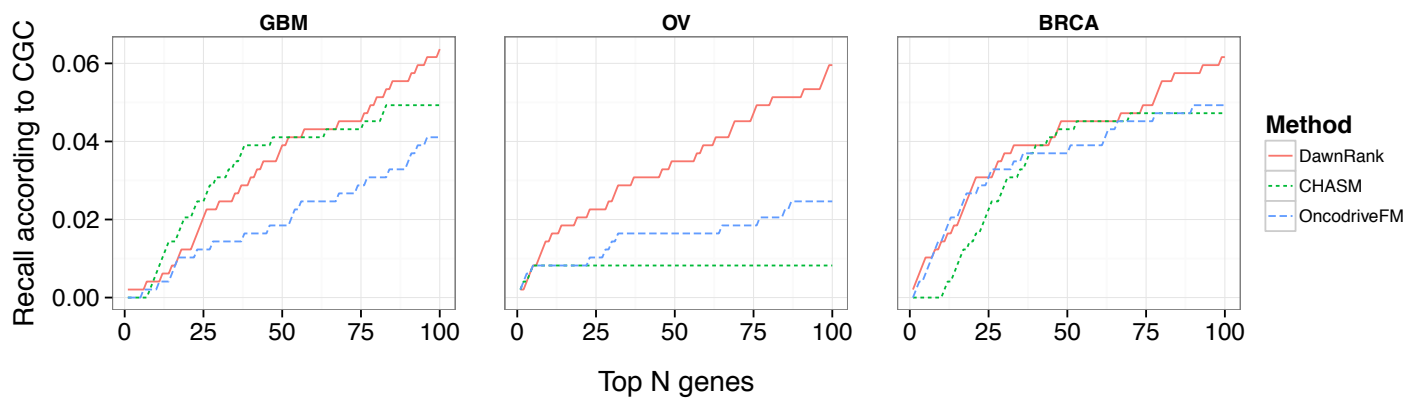 GBM
OV
BRCA
Recall according to CGC
0.06
0.04
0.02
0.00
0 25 50 75 100
0 25 50 75 100
0 25 50 75 100
Top N genes
Method
DawnRank
CHASM
OncodriveFM